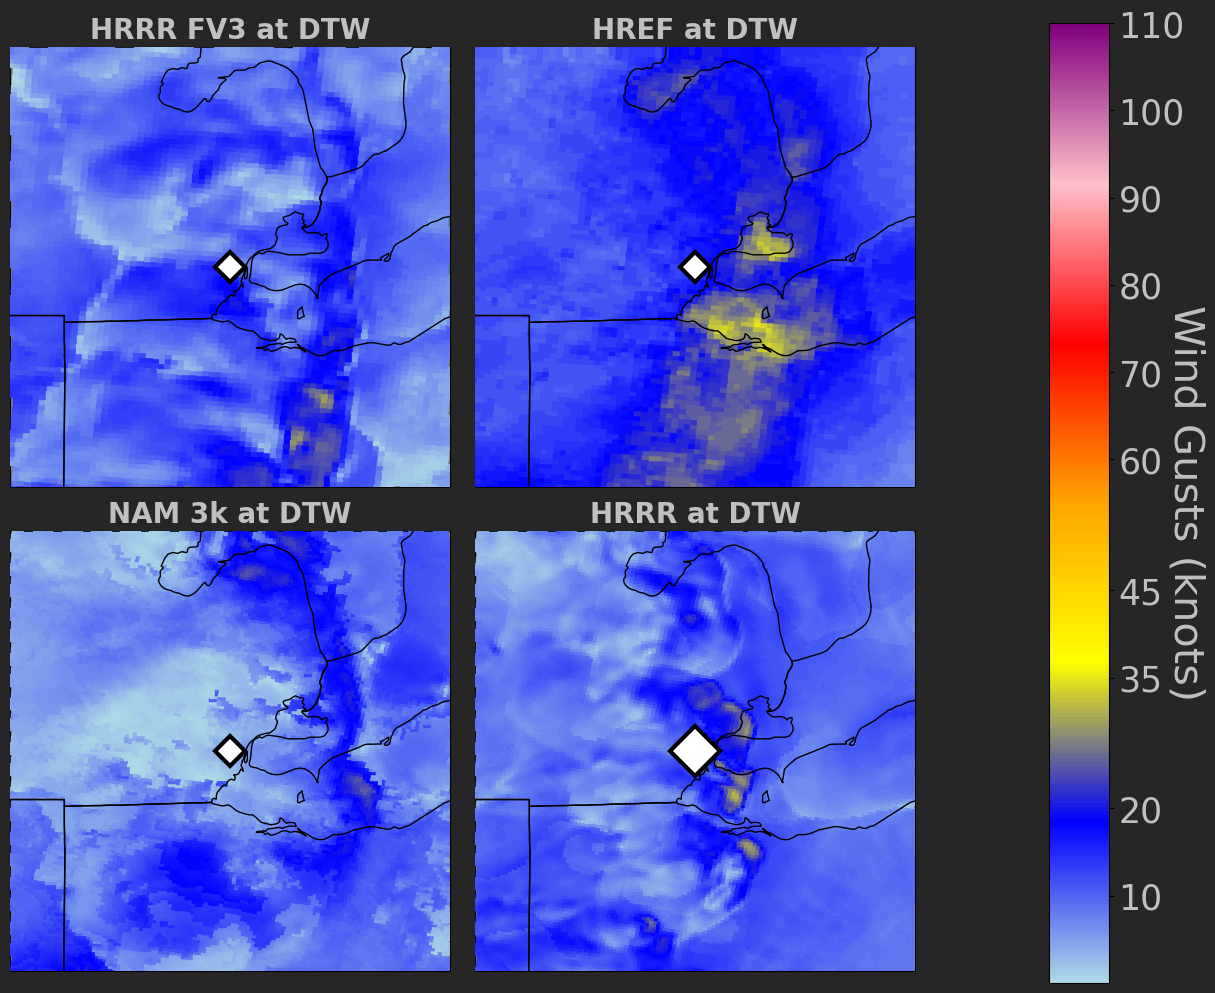 HRRR FV3 at DTW
HREF at DTW
NAM 3k at DTW
HRRR at DTW
110
100
90
80
70
60
45
35
20
10
Wind Gusts (knots)